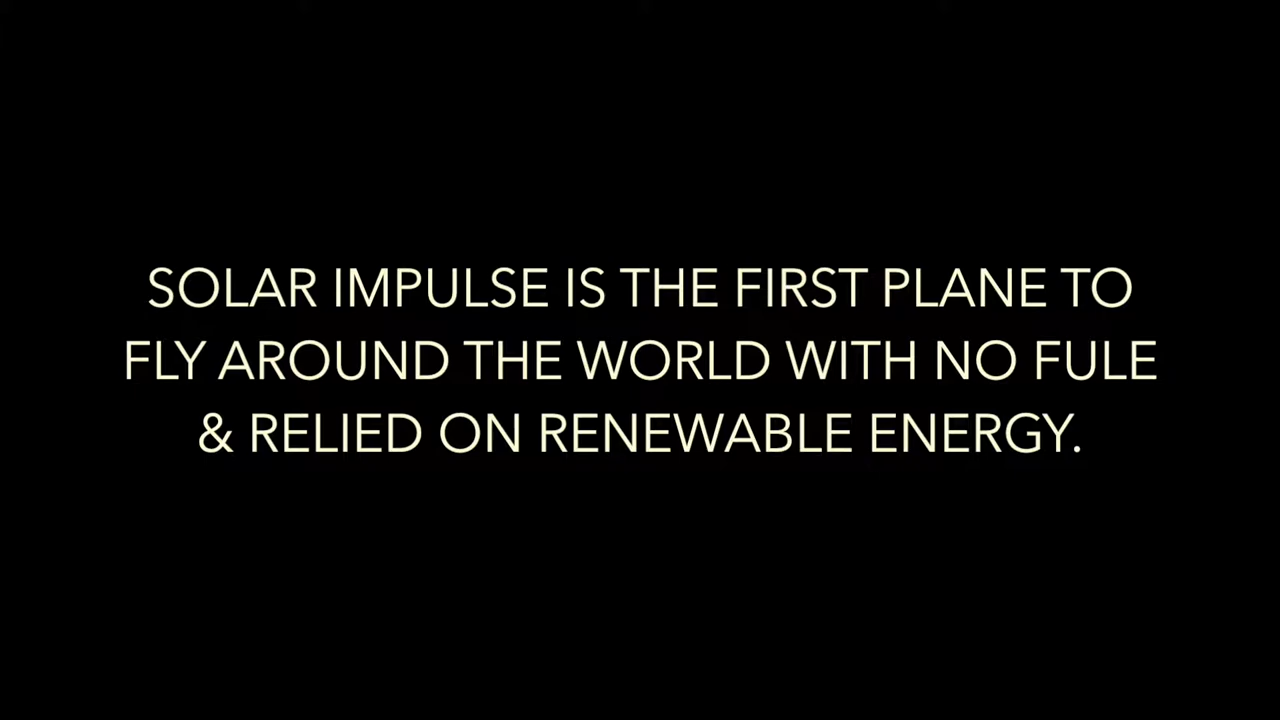 SOLAR IMPULSE IS THE FIRST PLANE TO
FLY AROUND THE WORLD WITH NO FULE
& RELIED ON RENEWABLE ENERGY.